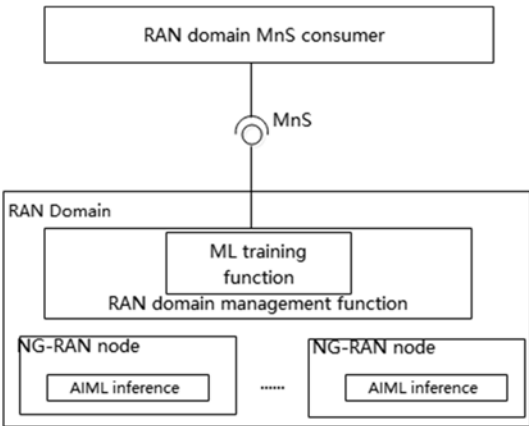 RAN domain MnS consumer
MnS
RAN Domain
ML training
function
RAN domain management function
NG-RAN node
NG-RAN node
AIML inference
......
AIML inference